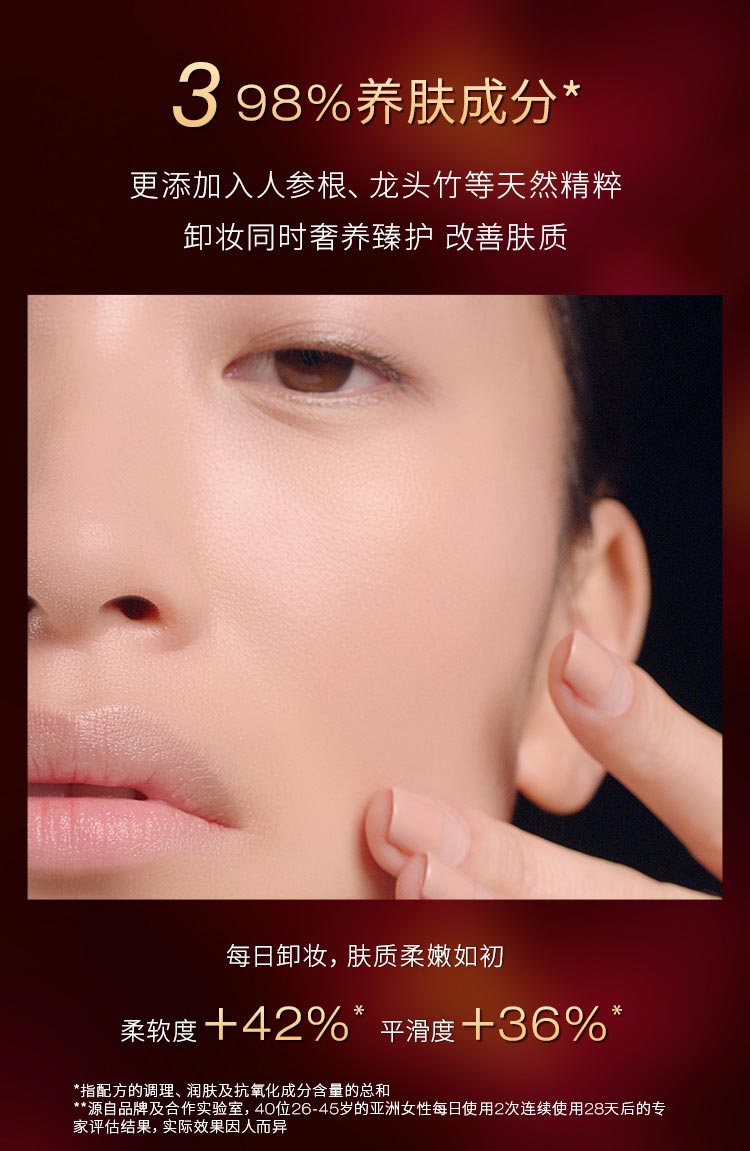 3 98%养肤成分*
更添加入人参根、龙头竹等天然精粹
卸妆同时奢养臻护 改善肤质
每日卸妆，肤质柔嫩如初
柔软度+42%* 平滑度+36%*
*指配方的调理、润肤及抗氧化成分含量的总和
**源自品牌及合作实验室，40位26-45岁的亚洲女性每日使用2次连续使用28天后的专
家评估结果，实际效果因人而异